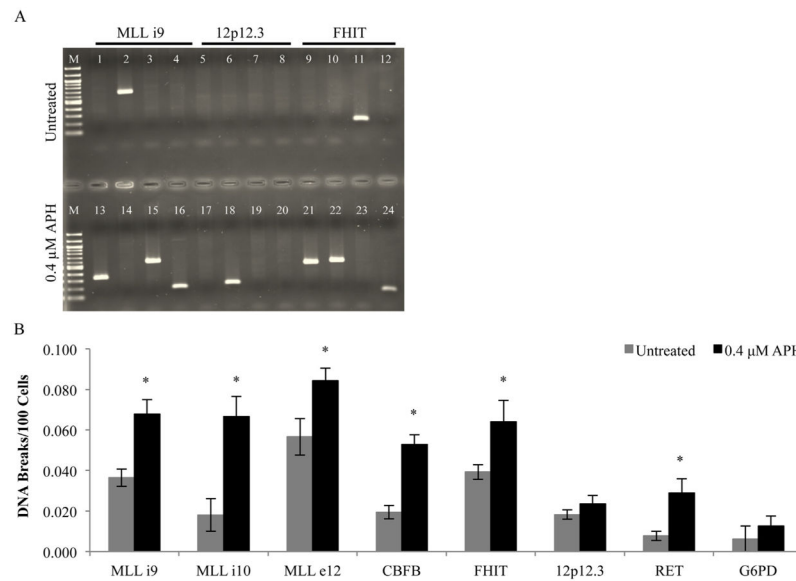 A
MLL i9 12p12.3 FHIT
M 1 2 3 4 5 6 7 8 9 10 11 12
Untreated
M 13 14 15 16 17 18 19 20 21 22 23 24
0.4 μM APH
B
Untreated 0.4 μM APH
DNA Breaks/100 Cells
0.100
0.080
0.060
0.040
0.020
0.000
* * * * * *
MLL i9 MLL i10 MLL e12 CBFB FHIT 12p12.3 RET G6PD